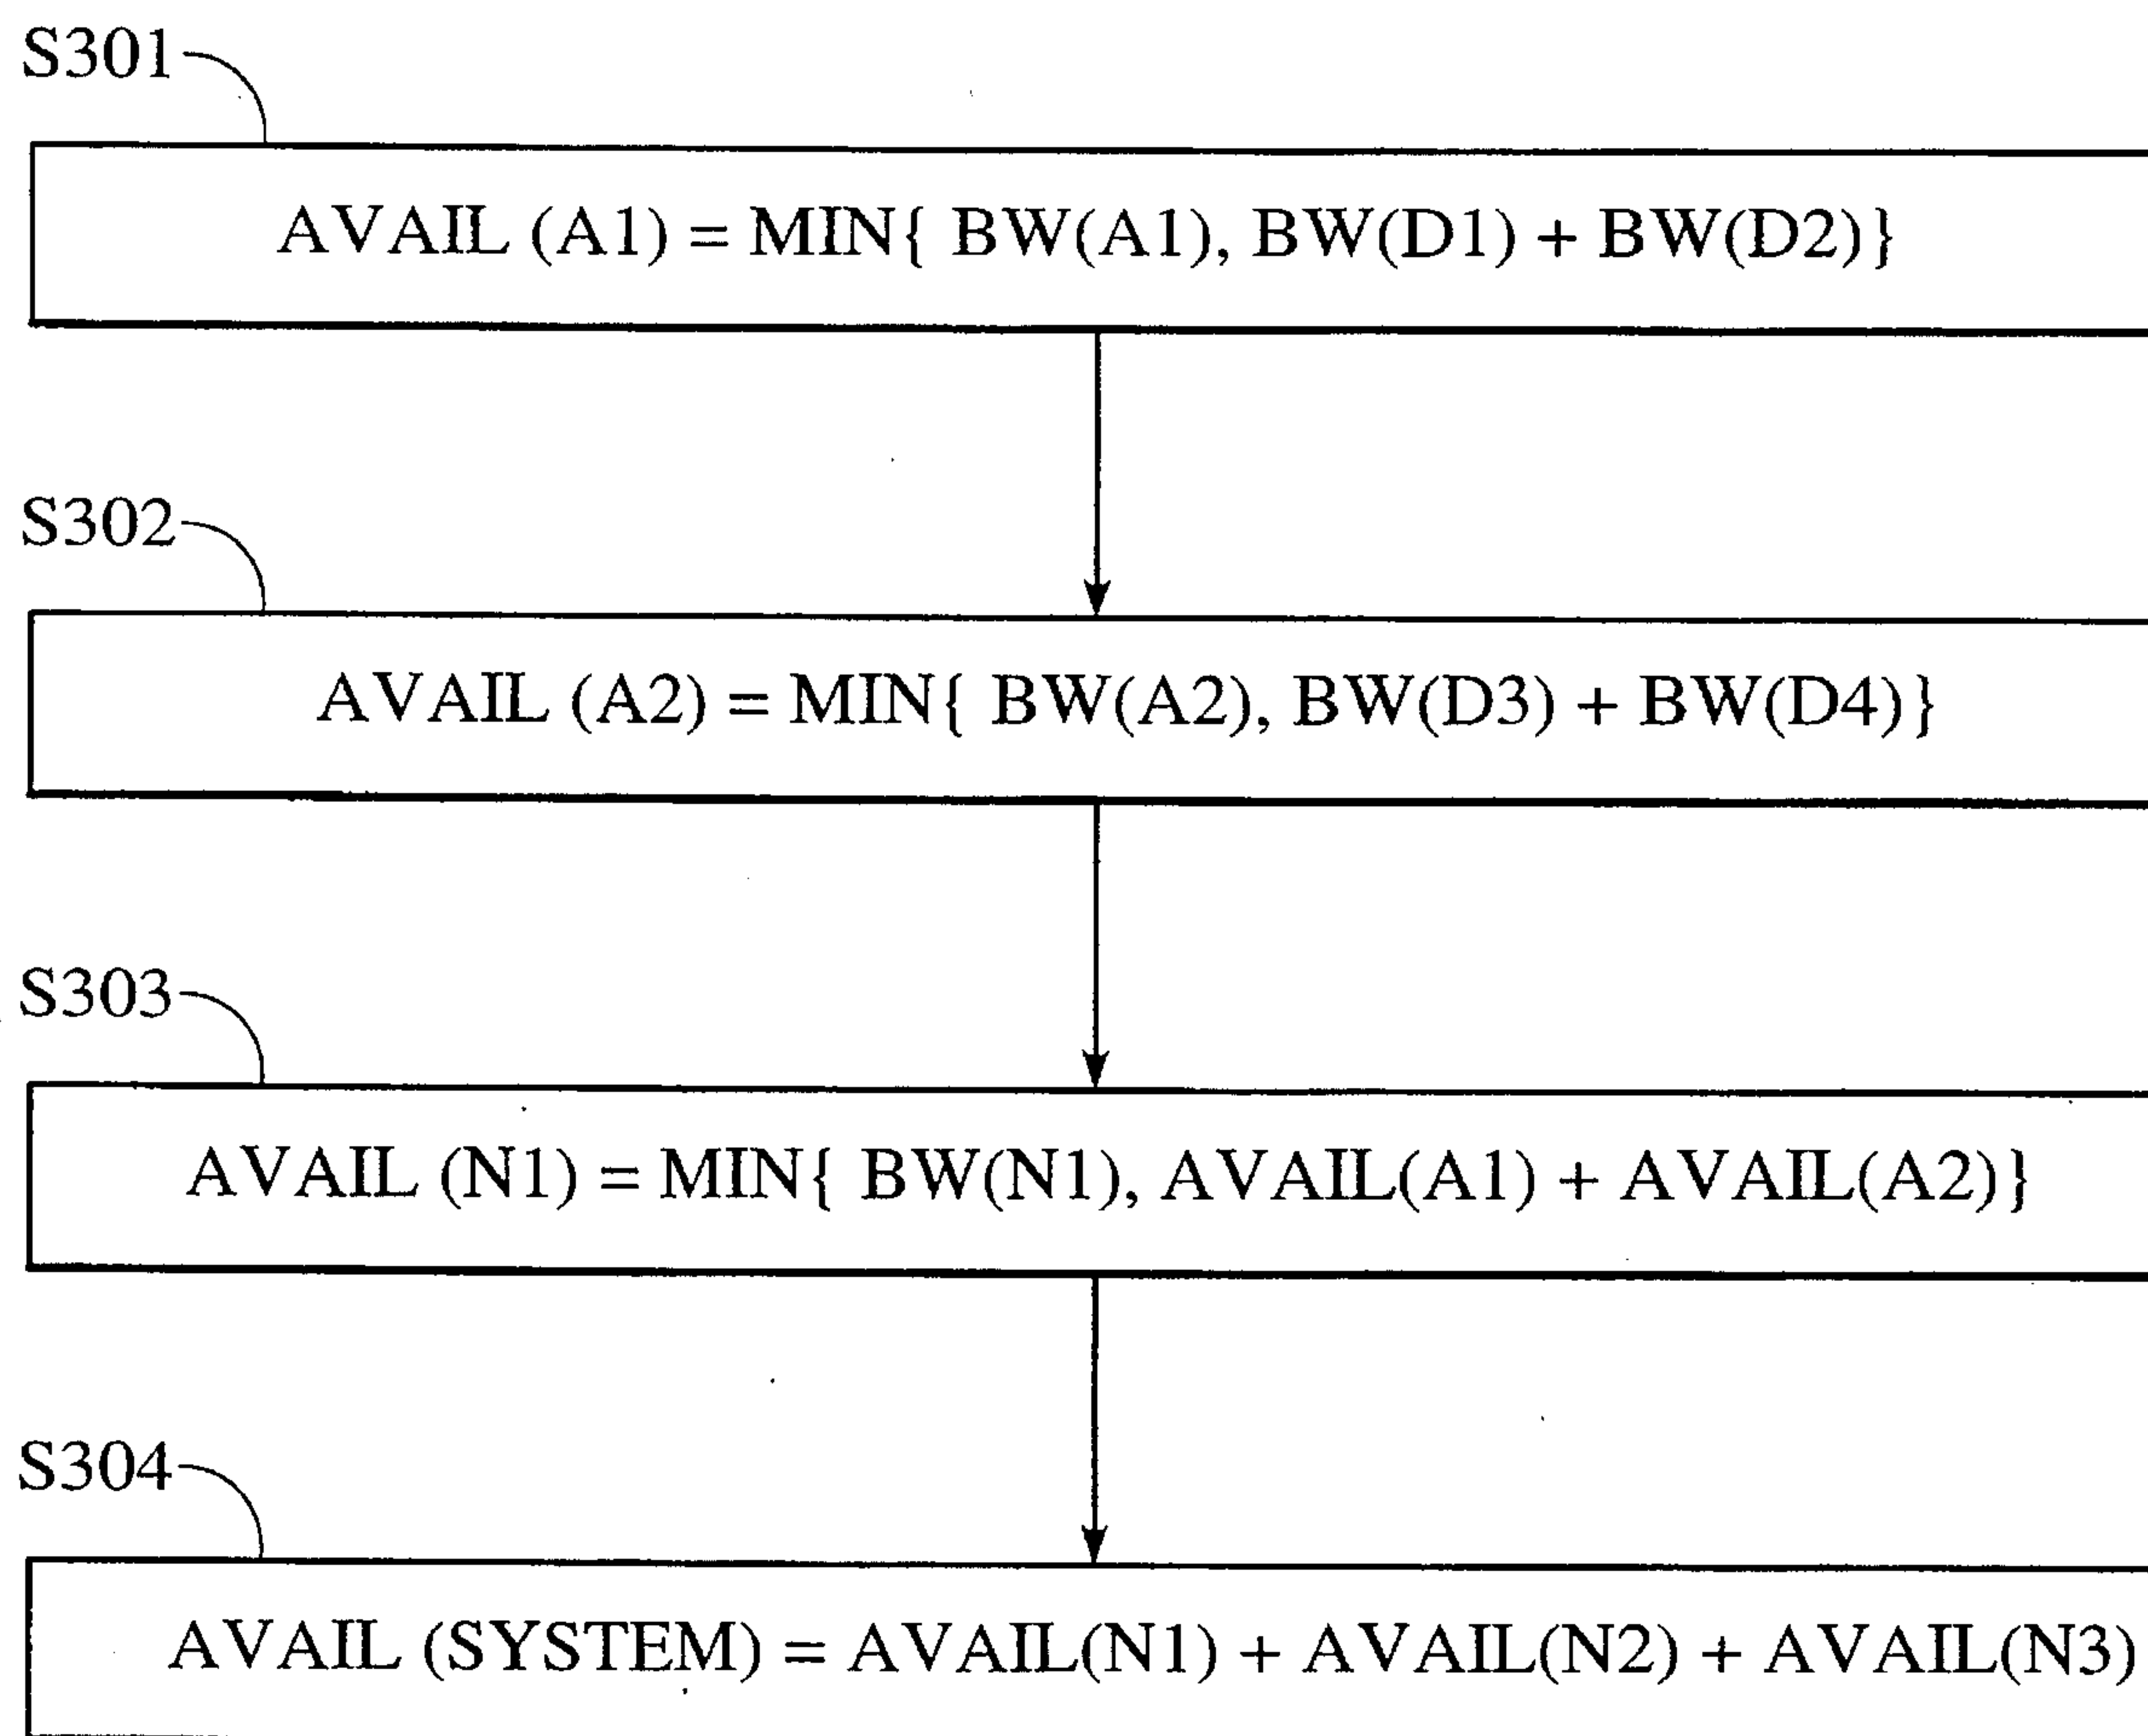 S301
AVAIL (A1) = MIN{ BW(A1), BW(D1) + BW(D2)}
S302
AVAIL (A2) = MIN{ BW(A2), BW(D3) + BW(D4)}
S303
AVAIL (N1) = MIN{ BW(N1), AVAIL(A1) + AVAIL(A2)}
S304
AVAIL (SYSTEM) = AVAIL(N1) + AVAIL(N2) + AVAIL(N3)